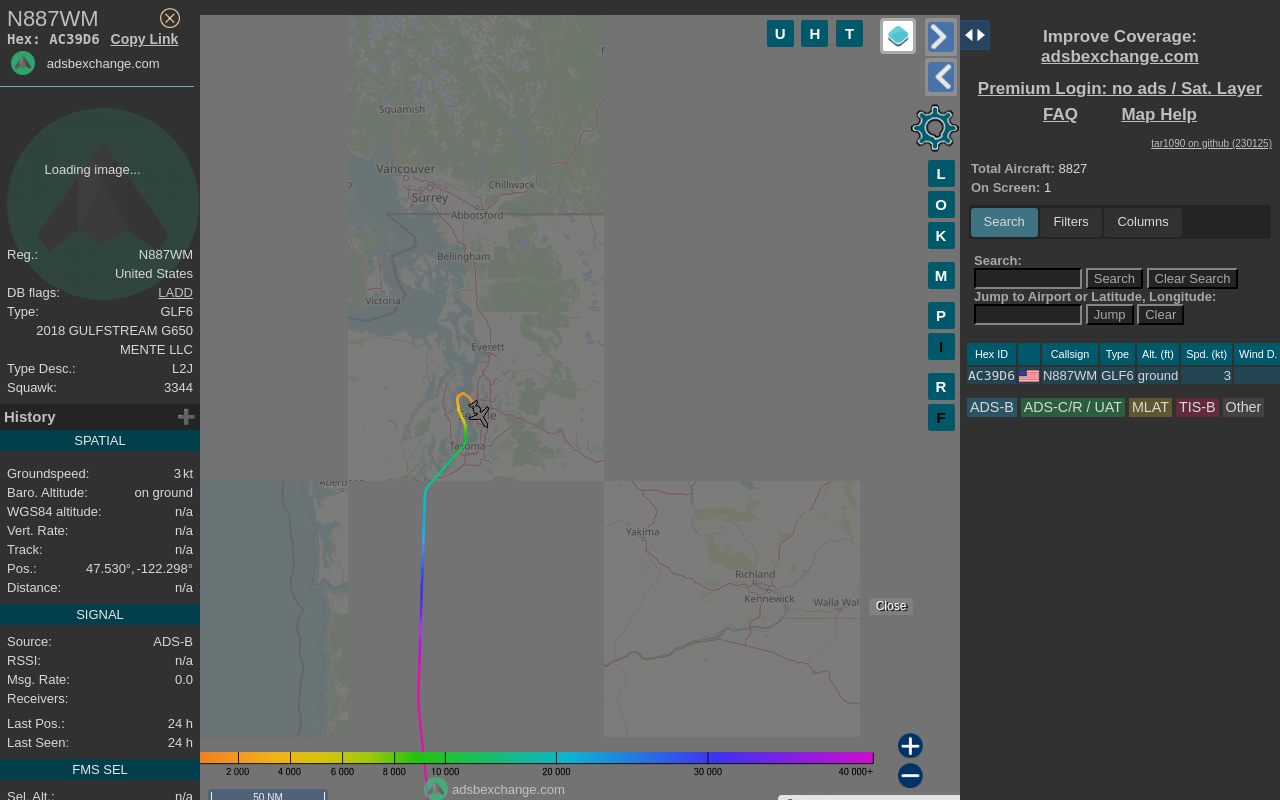 N887WM
Hex: AC39D6 Copy Link
adsbexchange.com
Loading image...
Reg.: N887WM
United States
DB flags: LADD
Type: GLF6
2018 GULFSTREAM G650
MENTE LLC
Type Desc.: L2J
Squawk: 3344
History
SPATIAL
Groundspeed: 3 kt
Baro. Altitude: on ground
WGS84 altitude: n/a
Vert. Rate: n/a
Track: n/a
Pos.: 47.530°, -122.298°
Distance: n/a
SIGNAL
Source: ADS-B
RSSI: n/a
Msg. Rate: 0.0
Receivers:
Last Pos.: 24 h
Last Seen: 24 h
FMS SEL
Sel. Alt.: n/a
U H T
Squamish
Vancouver
Surrey
Chilliwack
Abbotsford
Bellingham
Victoria
Everett
Tacoma
Yakima
Richland
Kennewick
Walla Wal
L
O
K
M
P
I
R
F
Close
2 000 4 000 6 000 8 000 10 000 20 000 30 000 40 000+
adsbexchange.com
50 NM
Improve Coverage:
adsbexchange.com
Premium Login: no ads / Sat. Layer
FAQ Map Help
tar1090 on github (230125)
Total Aircraft: 8827
On Screen: 1
Search Filters Columns
Search:
Search Clear Search
Jump to Airport or Latitude, Longitude:
Jump Clear
Hex ID Callsign Type Alt. (ft) Spd. (kt) Wind D.
AC39D6 N887WM GLF6 ground 3
ADS-B ADS-C/R / UAT MLAT TIS-B Other